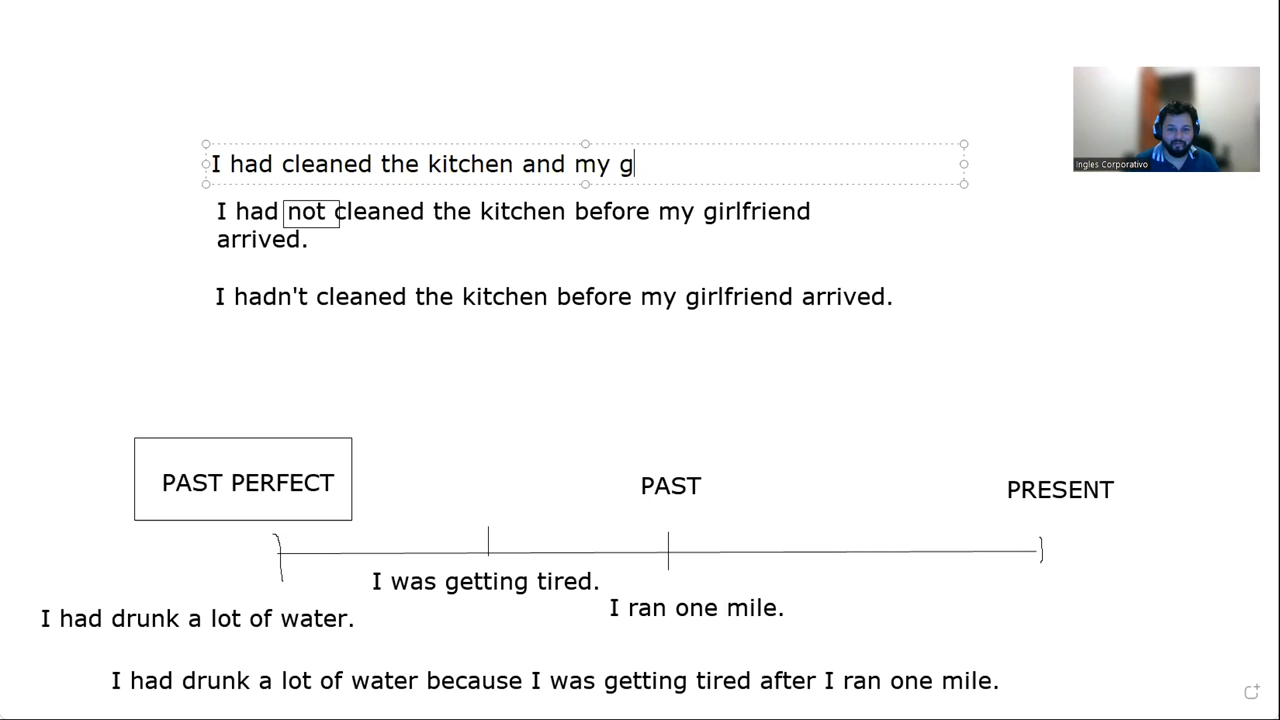 I had cleaned the kitchen and my g
Ingles Corporativo
I had not cleaned the kitchen before my girlfriend
arrived.
I hadn't cleaned the kitchen before my girlfriend arrived.
PAST PERFECT
PAST
PRESENT
I was getting tired.
I ran one mile.
I had drunk a lot of water.
I had drunk a lot of water because I was getting tired after I ran one mile.